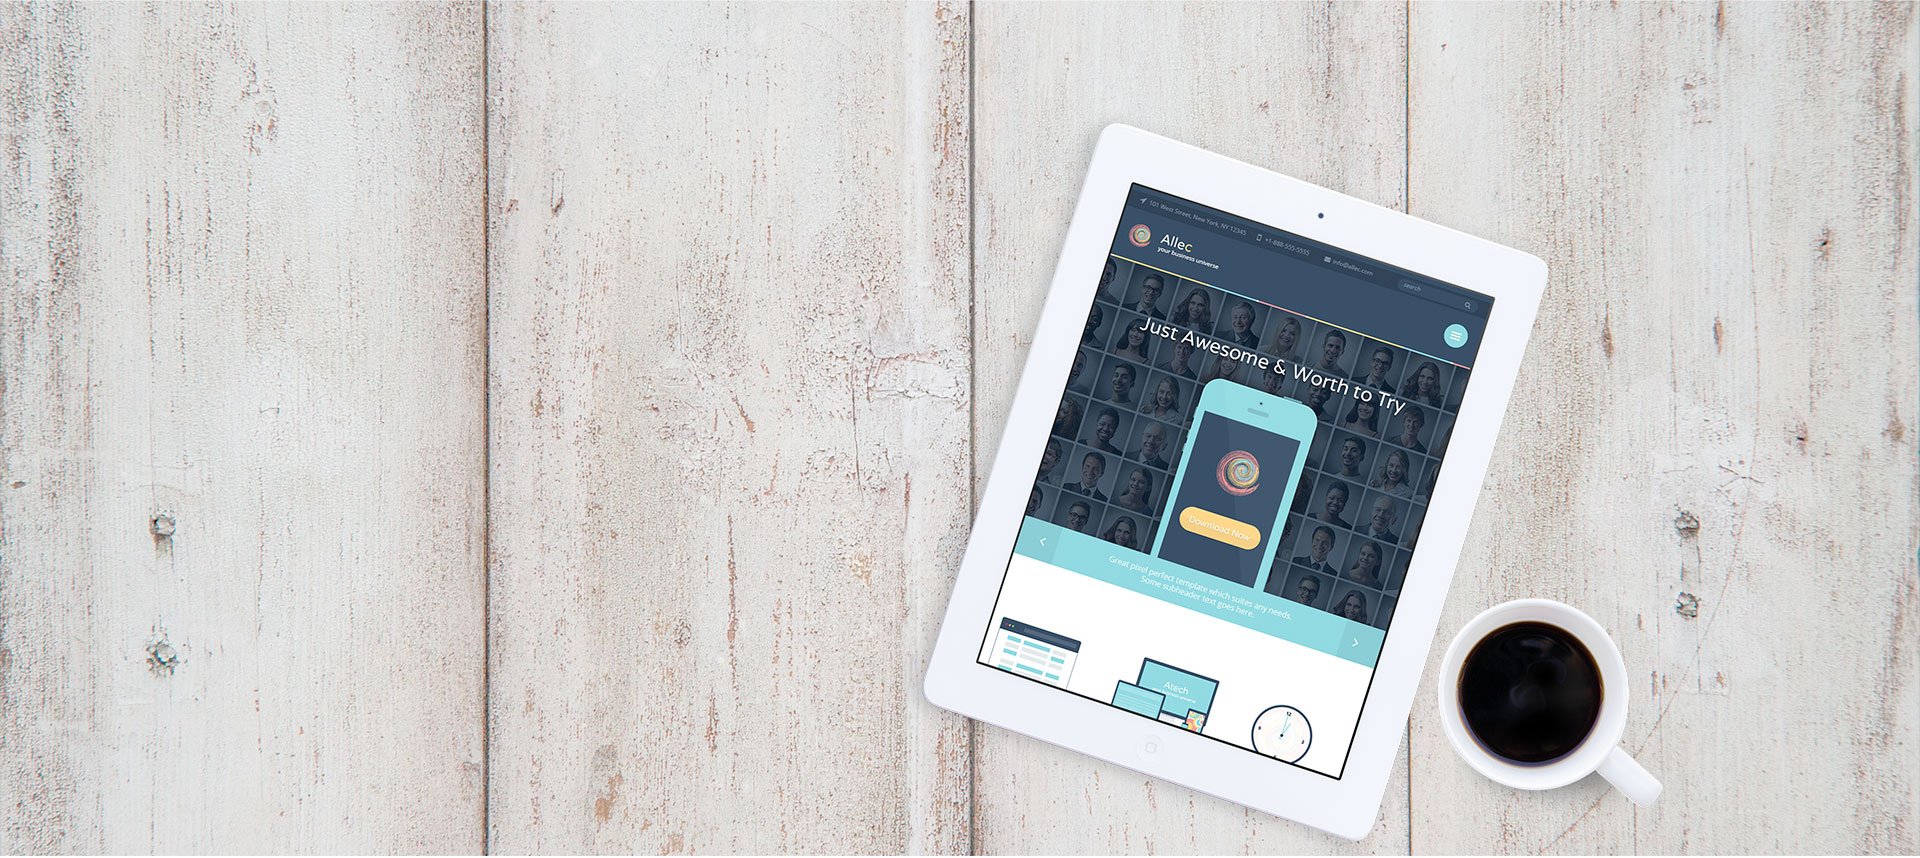 101 West Street, New York, NY 12345
+1-888-555-5555
info@allec.com
search
Allec
your business universe
Just Awesome & Worth to Try
Download Now
Great pixel perfect template which suites any needs.
Some subheader text goes here.
Atech
12
3